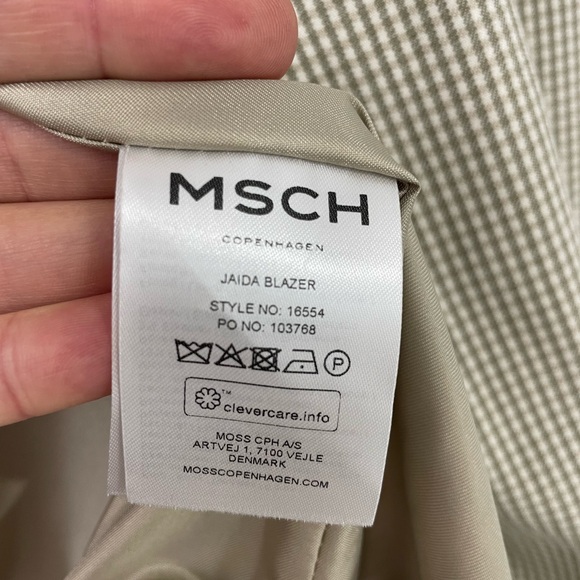 MSCH
COPENHAGEN
JAIDA BLAZER
STYLE NO: 16554
PO NO: 103768
P
™
clevercare.info
MOSS CPH A/S
ARTVEJ 1, 7100 VEJLE
DENMARK
MOSSCOPENHAGEN.COM